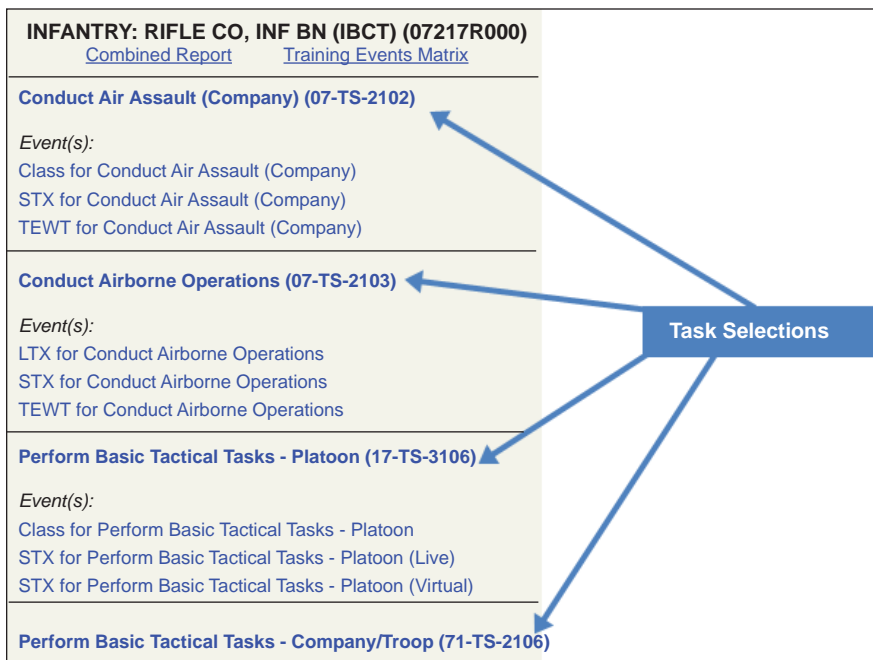 INFANTRY: RIFLE CO, INF BN (IBCT) (07217R000)
Combined Report Training Events Matrix
Conduct Air Assault (Company) (07-TS-2102)
Event(s):
Class for Conduct Air Assault (Company)
STX for Conduct Air Assault (Company)
TEWT for Conduct Air Assault (Company)
Conduct Airborne Operations (07-TS-2103)
Event(s):
LTX for Conduct Airborne Operations
STX for Conduct Airborne Operations
TEWT for Conduct Airborne Operations
Task Selections
Perform Basic Tactical Tasks - Platoon (17-TS-3106)
Event(s):
Class for Perform Basic Tactical Tasks - Platoon
STX for Perform Basic Tactical Tasks - Platoon (Live)
STX for Perform Basic Tactical Tasks - Platoon (Virtual)
Perform Basic Tactical Tasks - Company/Troop (71-TS-2106)